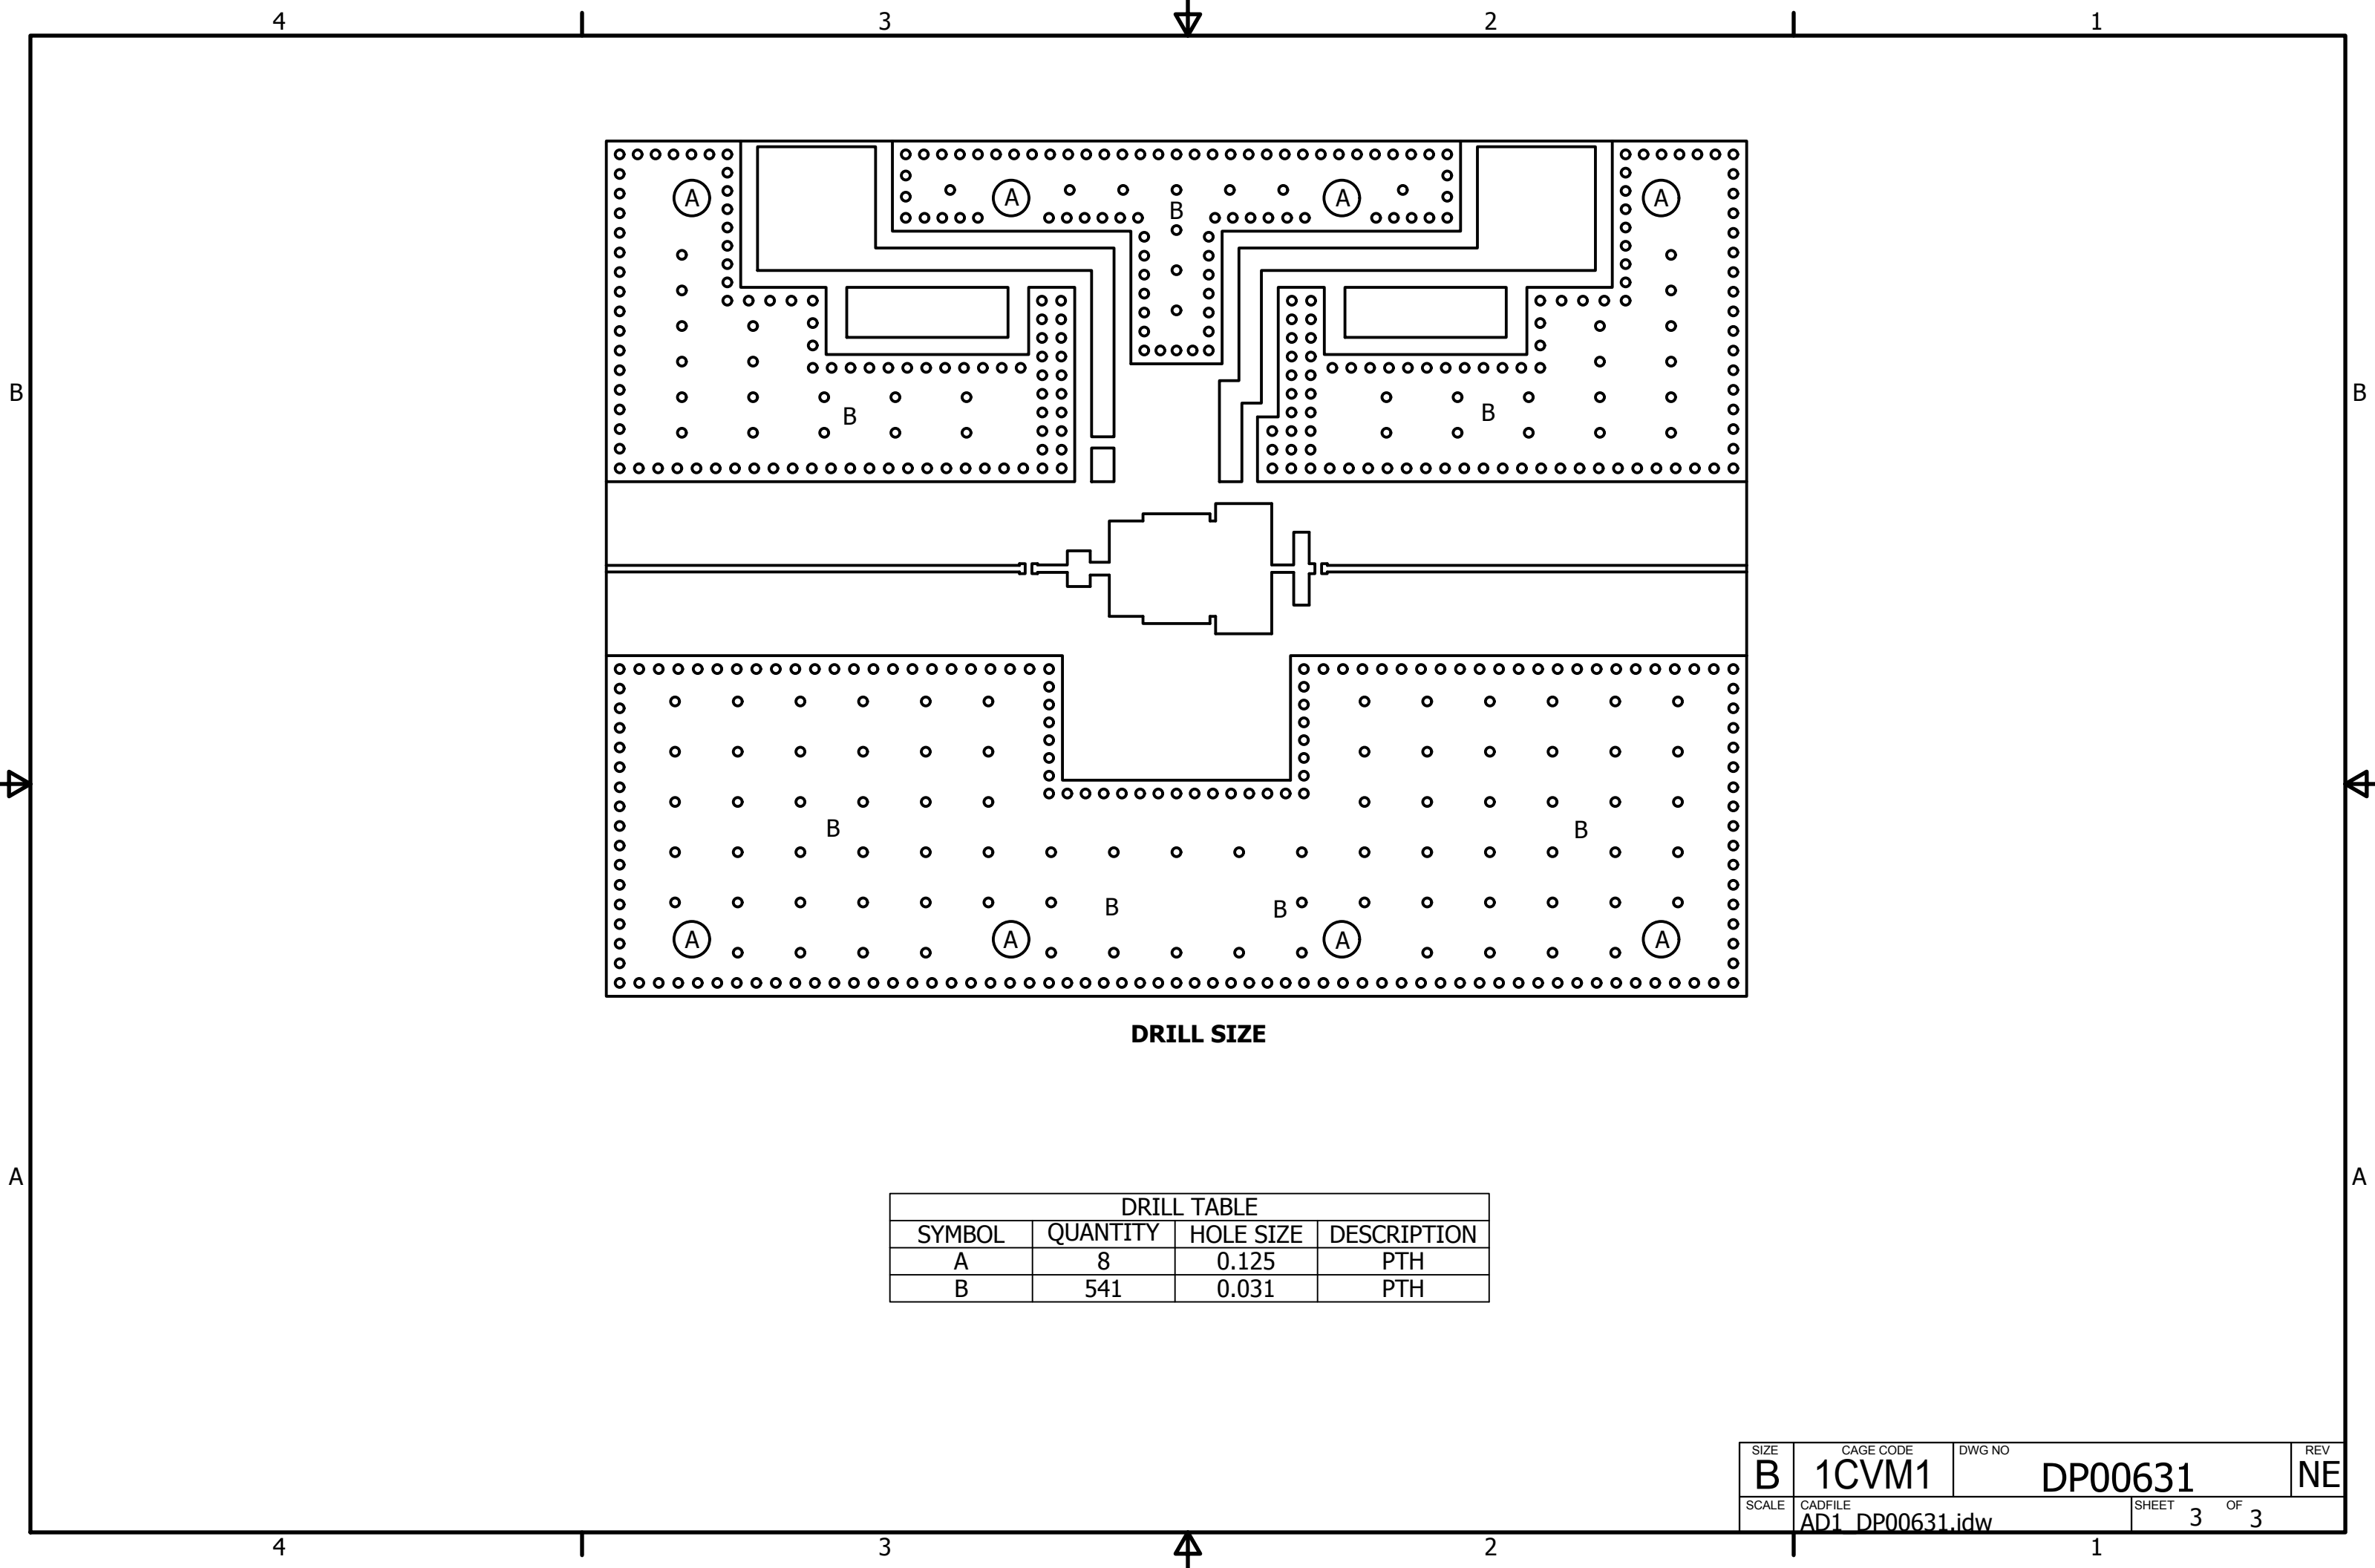 4 3 2 1
A A A A
B
B B
B B
B B
B B
A A A A
DRILL SIZE
A A
DRILL TABLE
SYMBOL QUANTITY HOLE SIZE DESCRIPTION
A 8 0.125 PTH
B 541 0.031 PTH
SIZE CAGE CODE DWG NO REV
B 1CVM1 DP00631 NE
SCALE CADFILE SHEET 3 OF 3
AD1_DP00631.idw
4 3 2 1